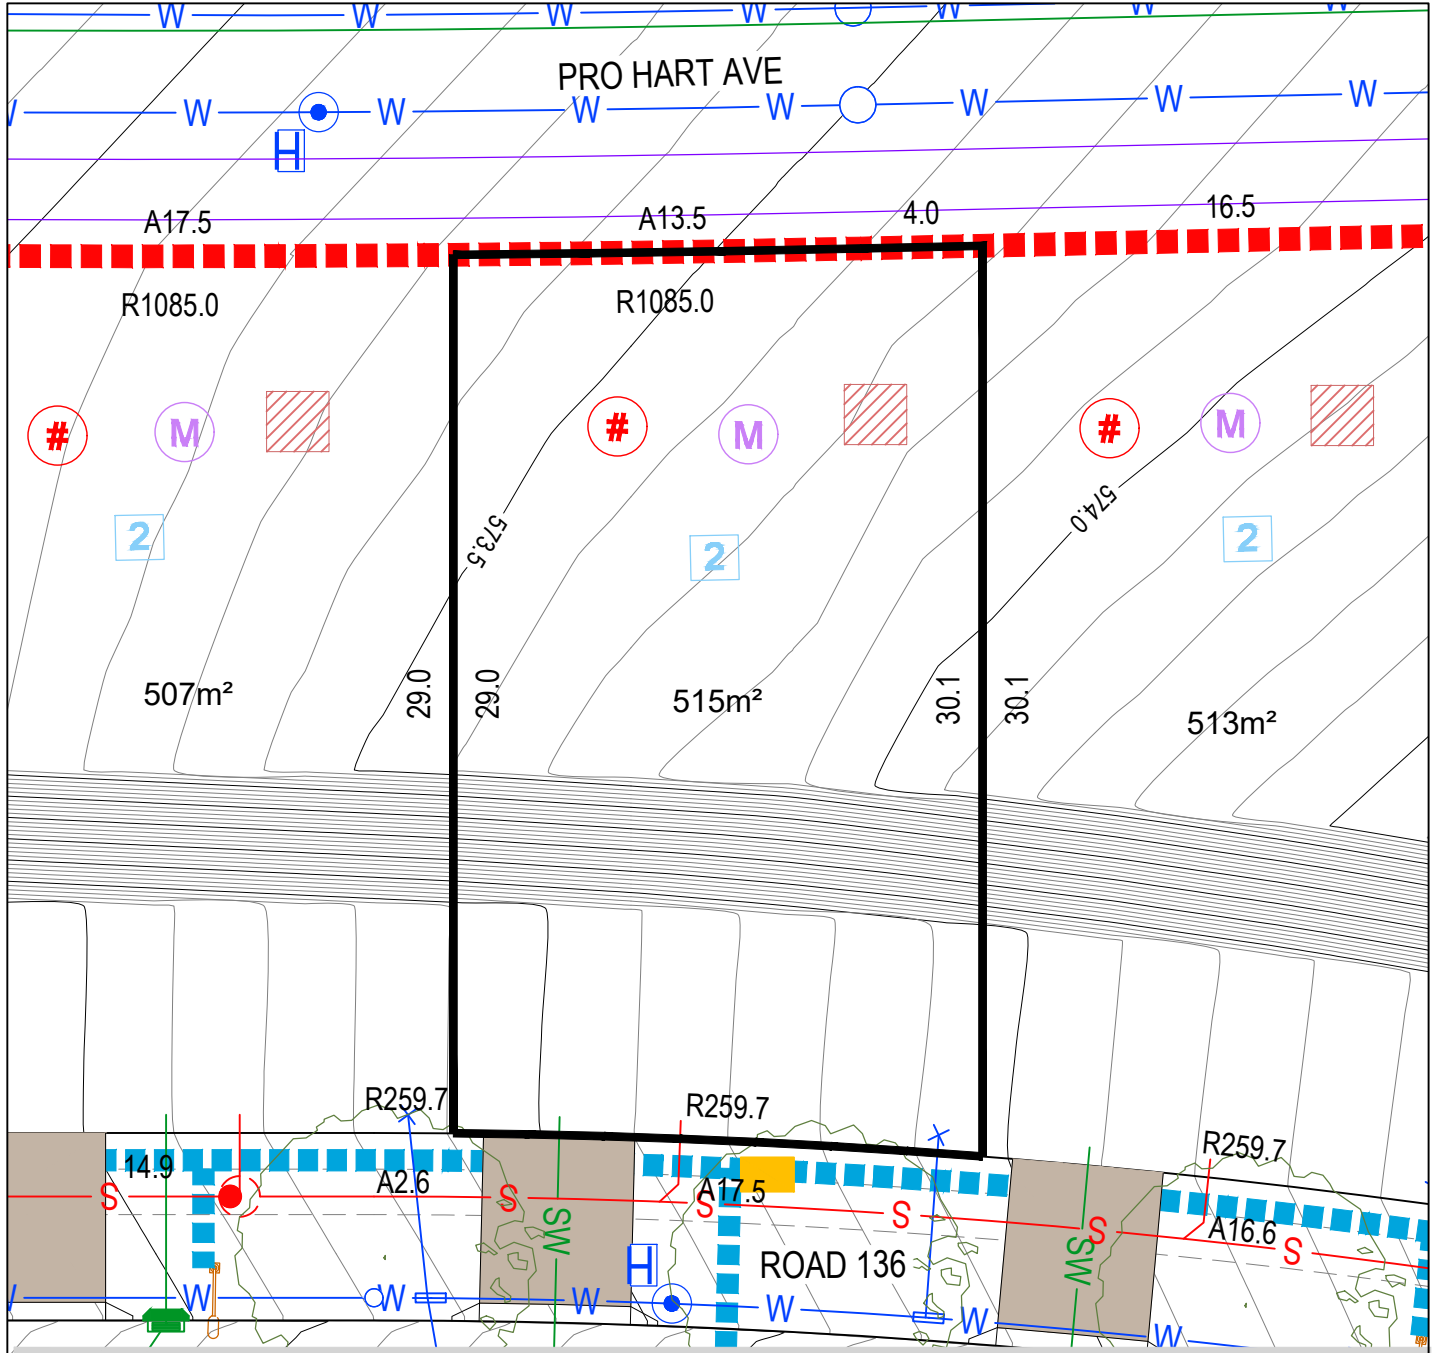 W W W W W W W
PRO HART AVE
W W W W W W W W
H
A17.5 A13.5 4.0 16.5
R1085.0 R1085.0
# M # M # M
573.5 574.0
2 2 2
507m² 29.0 29.0 515m² 30.1 30.1 513m²
R259.7 R259.7 R259.7
14.9 A2.6 A17.5 A16.6
S S S S S S
SW SW
H ROAD 136
W W W W W W W